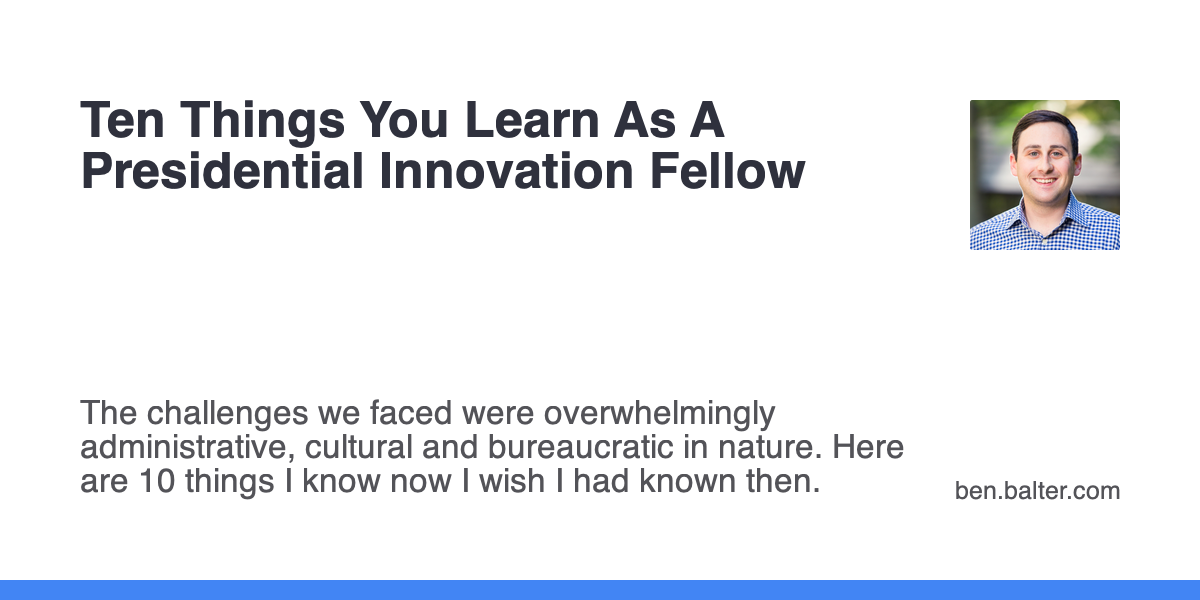 Ten Things You Learn As A
Presidential Innovation Fellow
The challenges we faced were overwhelmingly
administrative, cultural and bureaucratic in nature. Here
are 10 things I know now I wish I had known then.
ben.balter.com